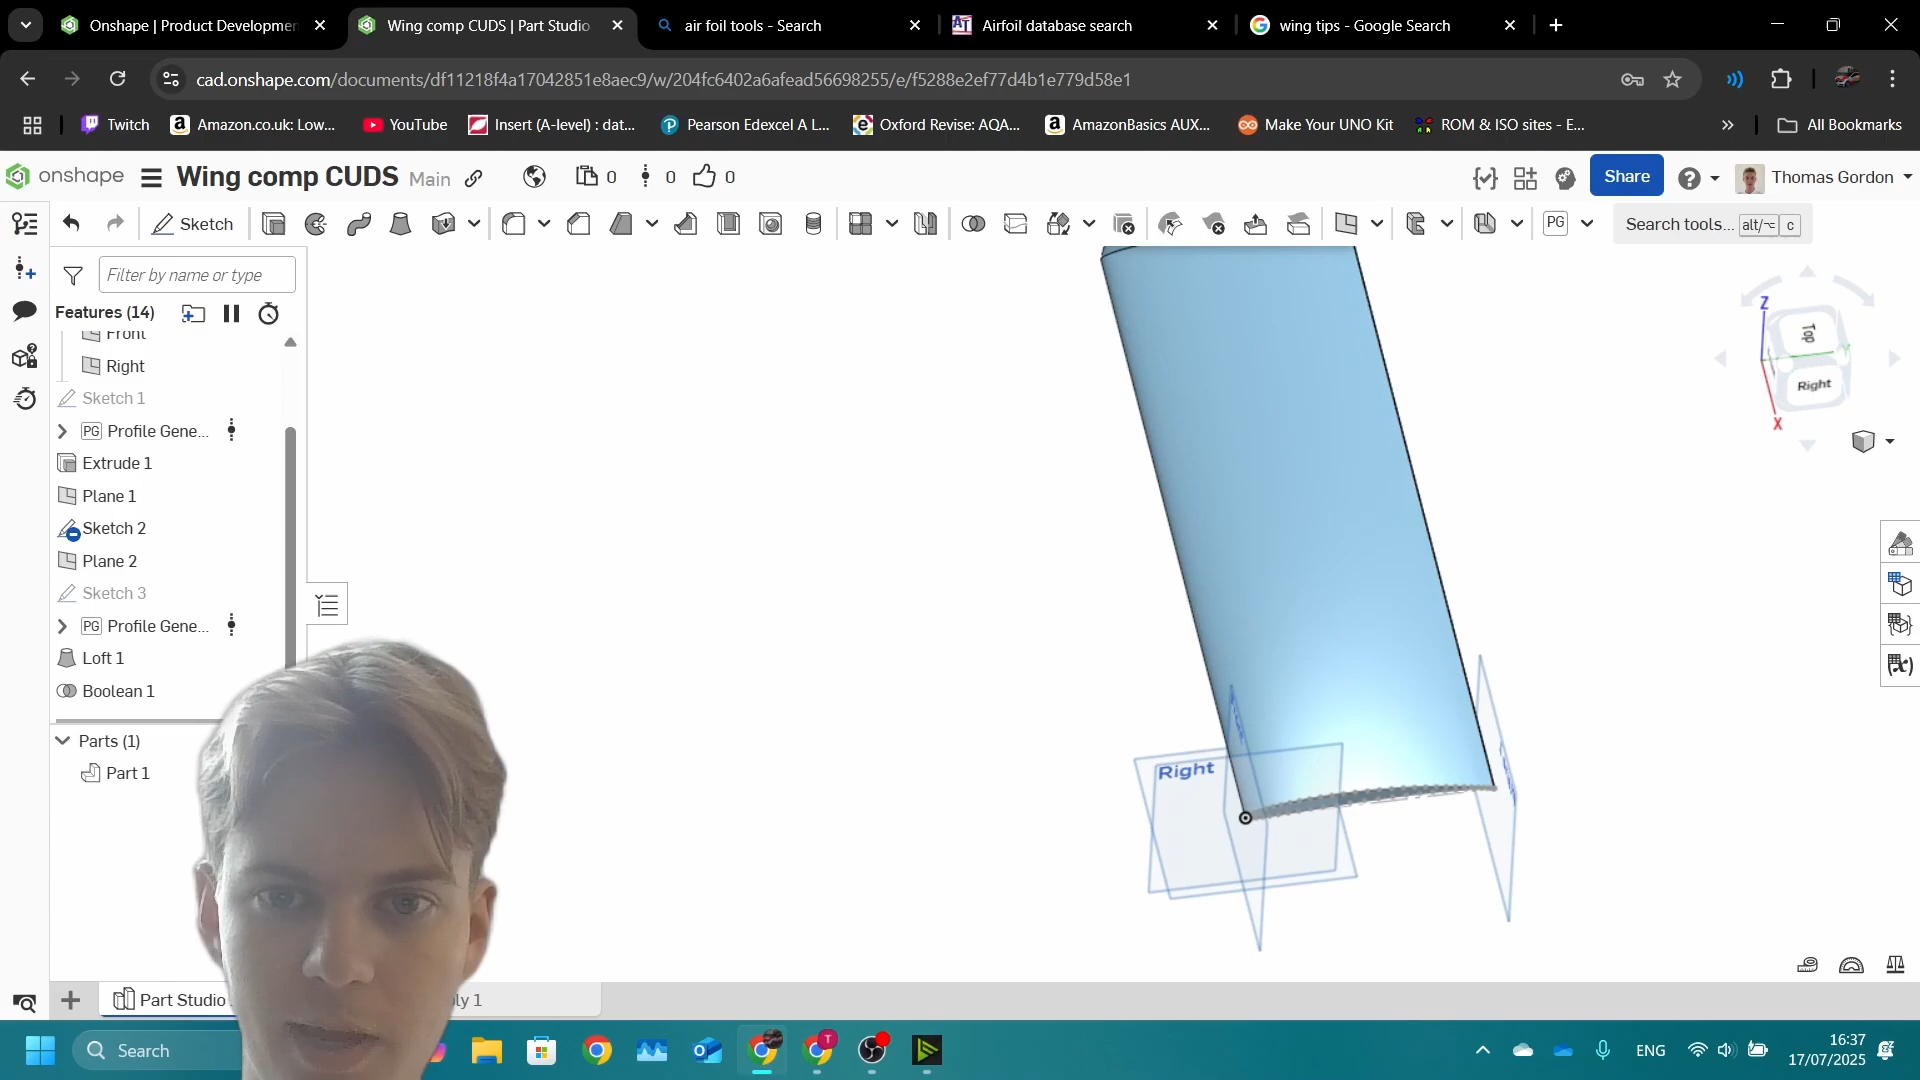 Onshape | Product Developmen
Wing comp CUDS | Part Studio
air foil tools - Search
Airfoil database search
wing tips - Google Search
cad.onshape.com/documents/df11218f4a17042851e8aec9/w/204fc6402a6afead56698255/e/f5288e2ef77d4b1e779d58e1
Twitch
Amazon.co.uk: Low...
YouTube
Insert (A-level) : dat...
Pearson Edexcel A L...
Oxford Revise: AQA...
AmazonBasics AUX...
Make Your UNO Kit
ROM & ISO sites - E...
All Bookmarks
onshape
Wing comp CUDS
Main
0
0
0
Share
Thomas Gordon
Sketch
PG
Search tools... alt/⌥ c
Filter by name or type
Features (14)
Front
Right
Sketch 1
PG Profile Gene...
Extrude 1
Plane 1
Sketch 2
Plane 2
Sketch 3
PG Profile Gene...
Loft 1
Boolean 1
Parts (1)
Part 1
Right
Z
Top
Right
X
(x)
Part Studio
ly 1
Search
T
ENG
16:37
17/07/2025